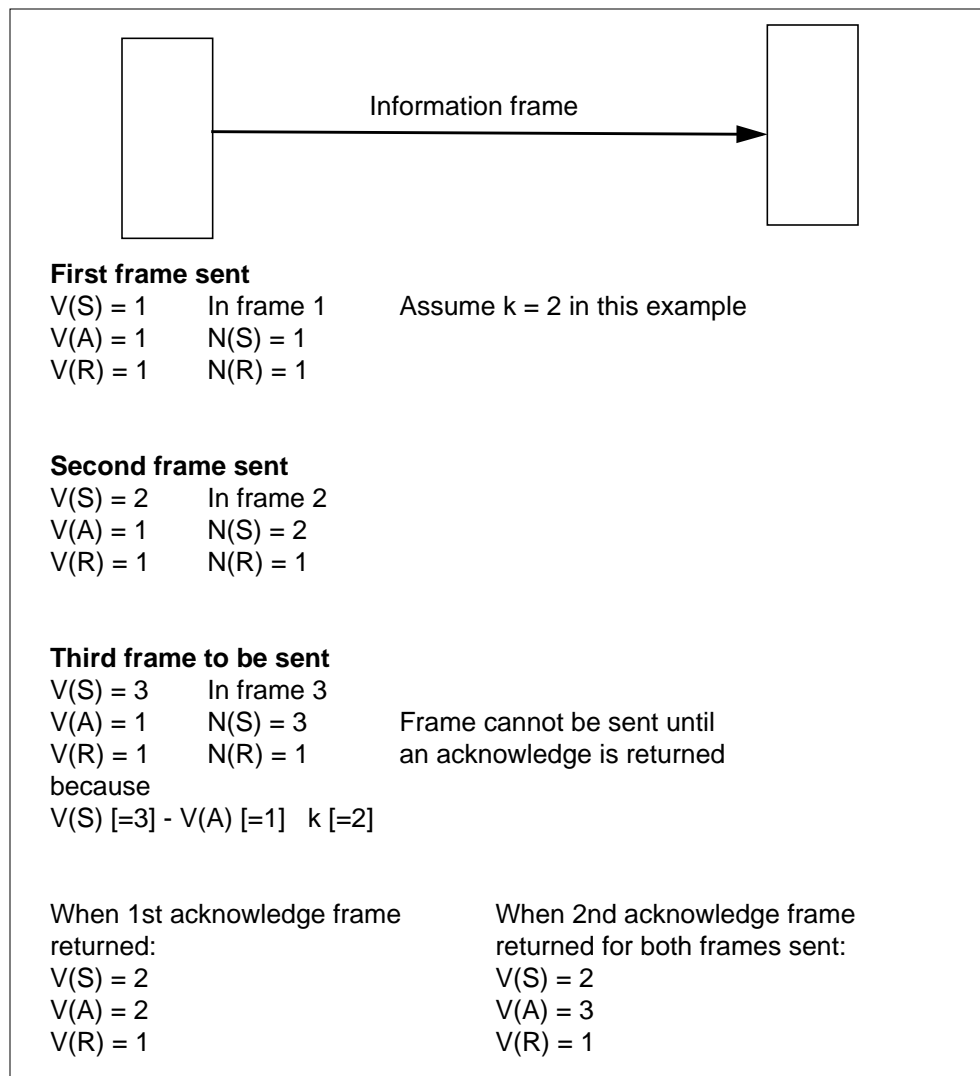 Information frame
First frame sent
V(S) = 1 In frame 1 Assume k = 2 in this example
V(A) = 1 N(S) = 1
V(R) = 1 N(R) = 1
Second frame sent
V(S) = 2 In frame 2
V(A) = 1 N(S) = 2
V(R) = 1 N(R) = 1
Third frame to be sent
V(S) = 3 In frame 3
V(A) = 1 N(S) = 3 Frame cannot be sent until
V(R) = 1 N(R) = 1 an acknowledge is returned
because
V(S) [=3] - V(A) [=1] k [=2]
When 1st acknowledge frame
returned:
V(S) = 2
V(A) = 2
V(R) = 1
When 2nd acknowledge frame
returned for both frames sent:
V(S) = 2
V(A) = 3
V(R) = 1